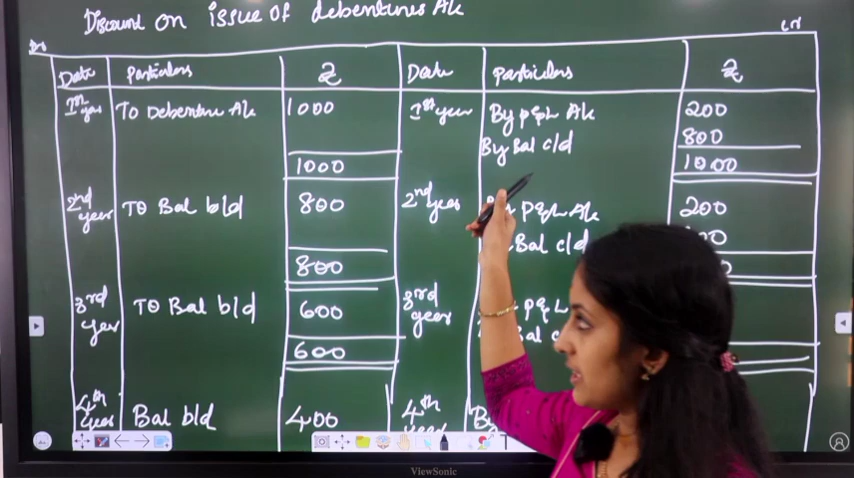 Discount on issue of debentures A/c
Dr Cr
Date Particulars ₹ Date Particulars ₹
1st year To Debenture A/c 1000 1st year By P&L A/c 200
By Bal c/d 800
1000 1000
2nd year To Bal b/d 800 2nd year By P&L A/c 200
Bal c/d
800
3rd year To Bal b/d 600 3rd year P&L
Bal c
600
4th year Bal b/d 400 4th year
T
ViewSonic